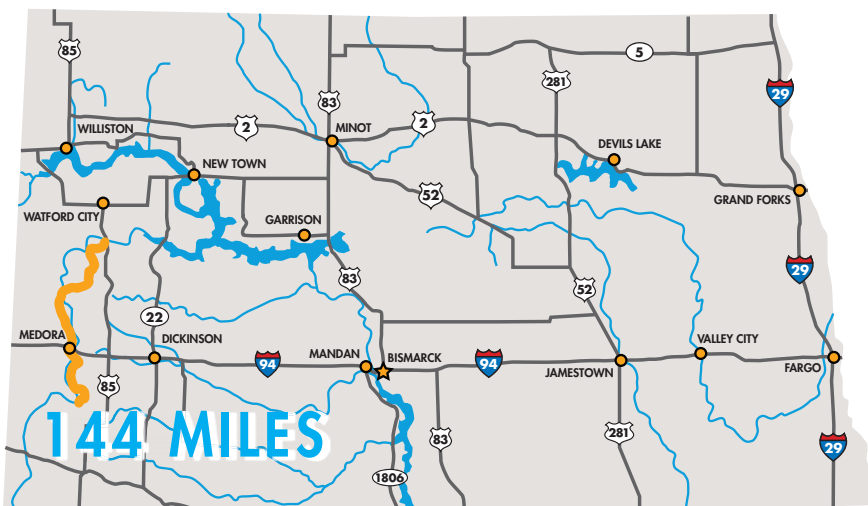 85
5
281
29
83
2
2
WILLISTON
MINOT
DEVILS LAKE
NEW TOWN
52
GRAND FORKS
WATFORD CITY
GARRISON
29
83
52
22
MEDORA
DICKINSON
VALLEY CITY
MANDAN
BISMARCK
94
94
JAMESTOWN
FARGO
85
144 MILES
83
281
29
1806